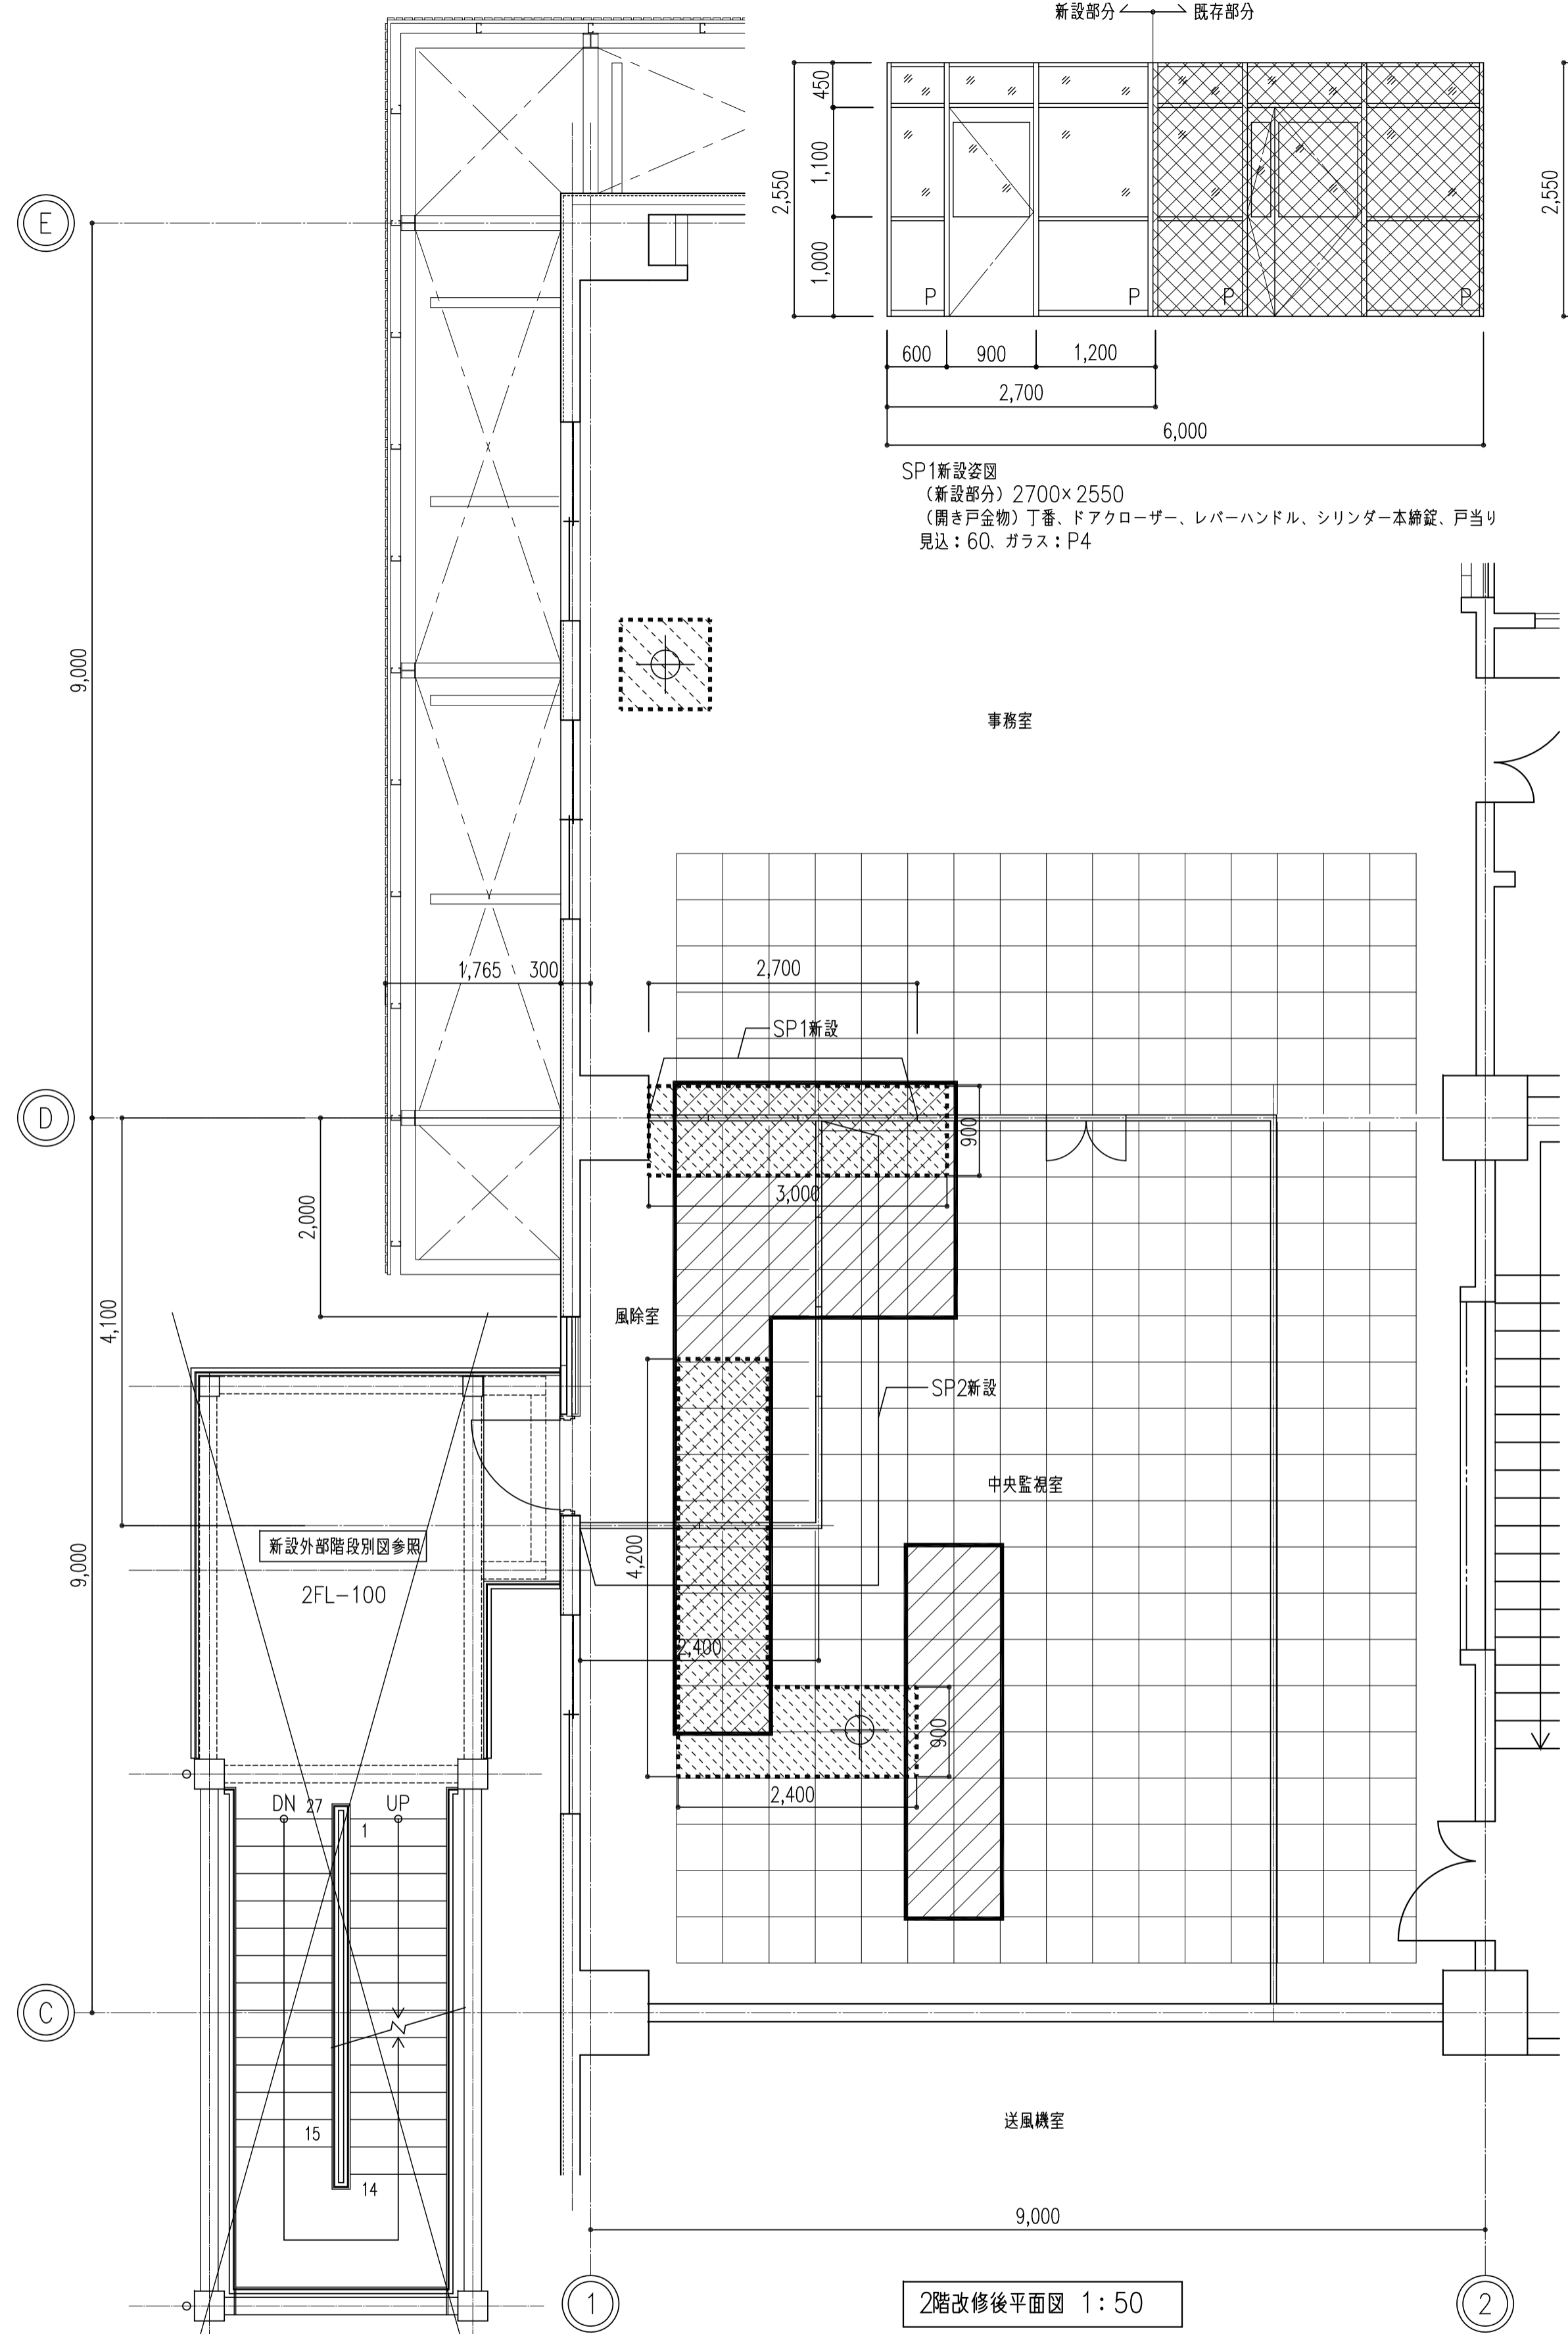 新設部分 既存部分
450
1,100
1,000
2,550
2,550
P P P P
600 900 1,200
2,700
6,000
SP1新設姿図
(新設部分) 2700×2550
(開き戸金物) 丁番、ドアクローザー、レバーハンドル、シリンダー本締錠、戸当り
見込:60、ガラス:P4
E
9,000
事務室
1,765 300 2,700
SP1新設
D
900
3,000
2,000
4,100
風除室
SP2新設
中央監視室
新設外部階段別図参照
2FL-100
9,000
4,200
2,400
900
2,400
DN 27 UP
1
C
15
14
送風機室
9,000
1
2階改修後平面図 1:50
2